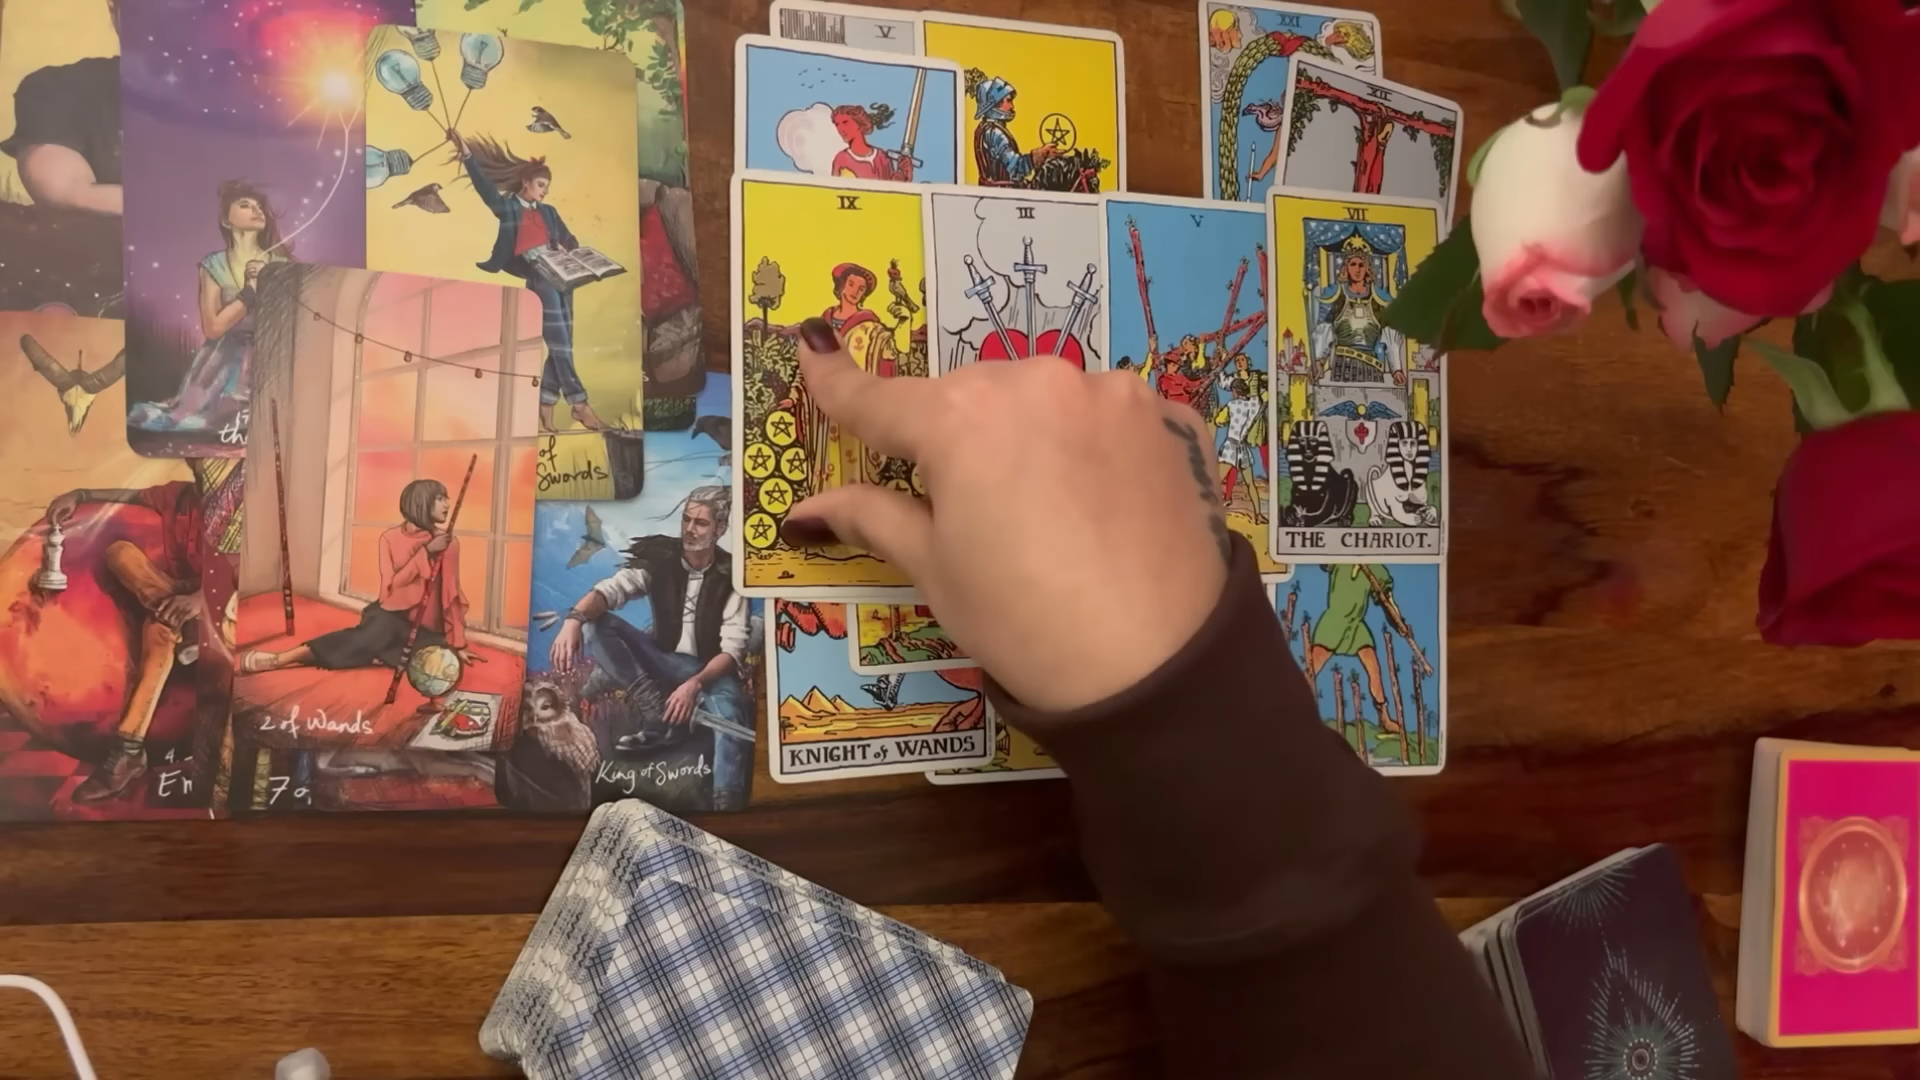 V
XXI
XII
IX
III
V
VII
of
Swords
THE CHARIOT.
2 of Wands
KNIGHT of WANDS
King of Swords